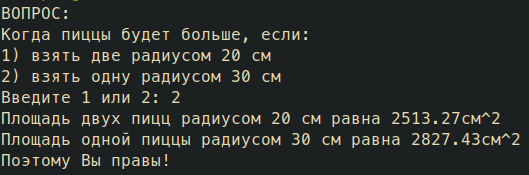 ВОПРОС:
Когда пиццы будет больше, если:
1) взять две радиусом 20 см
2) взять одну радиусом 30 см
Введите 1 или 2: 2
Площадь двух пицц радиусом 20 см равна 2513.27см^2
Площадь одной пиццы радиусом 30 см равна 2827.43см^2
Поэтому Вы правы!